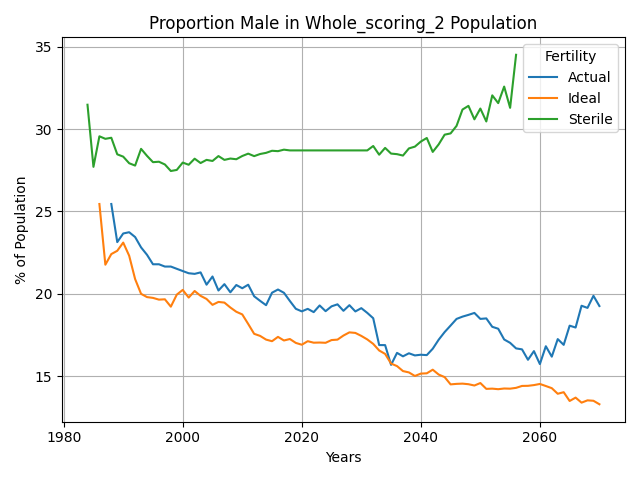 Proportion Male in Whole_scoring_2 Population
35
30
25
20
15
% of Population
1980
2000
2020
2040
2060
Years
Fertility
Actual
Ideal
Sterile